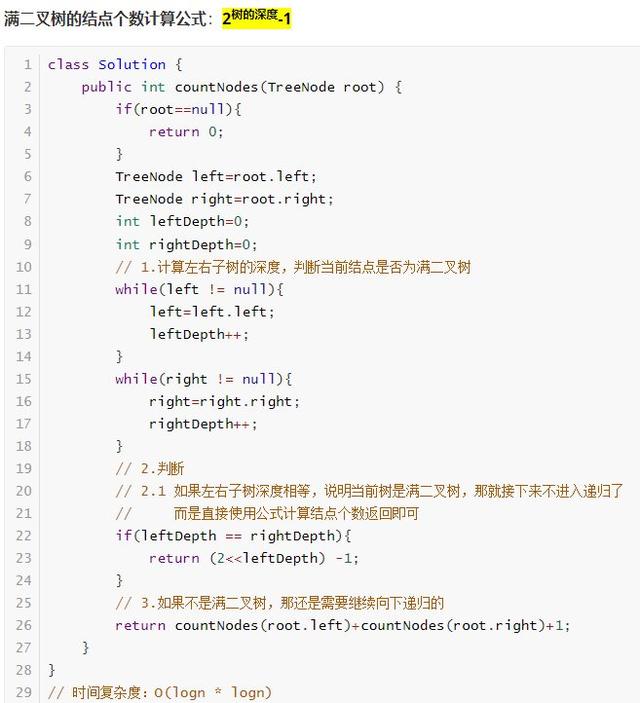 满二叉树的结点个数计算公式：2树的深度-1
1 class Solution {
2     public int countNodes(TreeNode root) {
3         if(root==null){
4             return 0;
5         }
6         TreeNode left=root.left;
7         TreeNode right=root.right;
8         int leftDepth=0;
9         int rightDepth=0;
10         // 1.计算左右子树的深度，判断当前结点是否为满二叉树
11         while(left != null){
12             left=left.left;
13             leftDepth++;
14         }
15         while(right != null){
16             right=right.right;
17             rightDepth++;
18         }
19         // 2.判断
20         // 2.1 如果左右子树深度相等，说明当前树是满二叉树，那就接下来不进入递归了
21         //     而是直接使用公式计算结点个数返回即可
22         if(leftDepth == rightDepth){
23             return (2<<leftDepth) -1;
24         }
25         // 3.如果不是满二叉树，那还是需要继续向下递归的
26         return countNodes(root.left)+countNodes(root.right)+1;
27     }
28 }
29 // 时间复杂度：O(logn * logn)